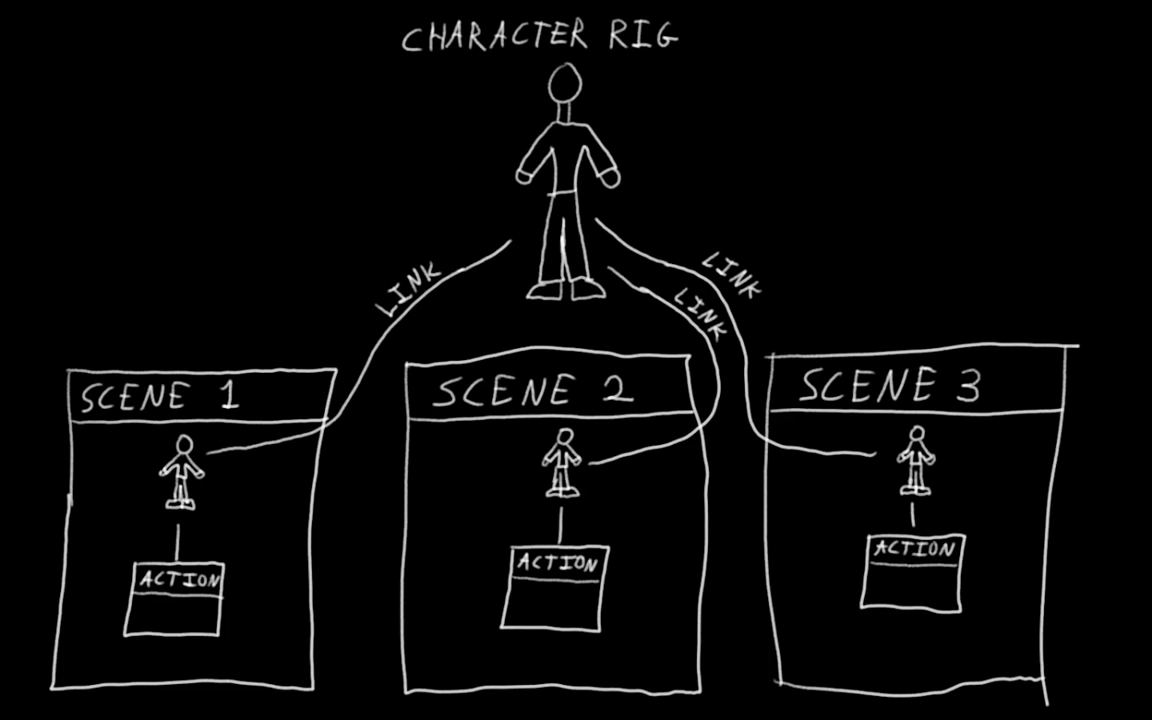 CHARACTER RIG
LINK
LINK
LINK
SCENE 1
SCENE 2
SCENE 3
ACTION
ACTION
ACTION